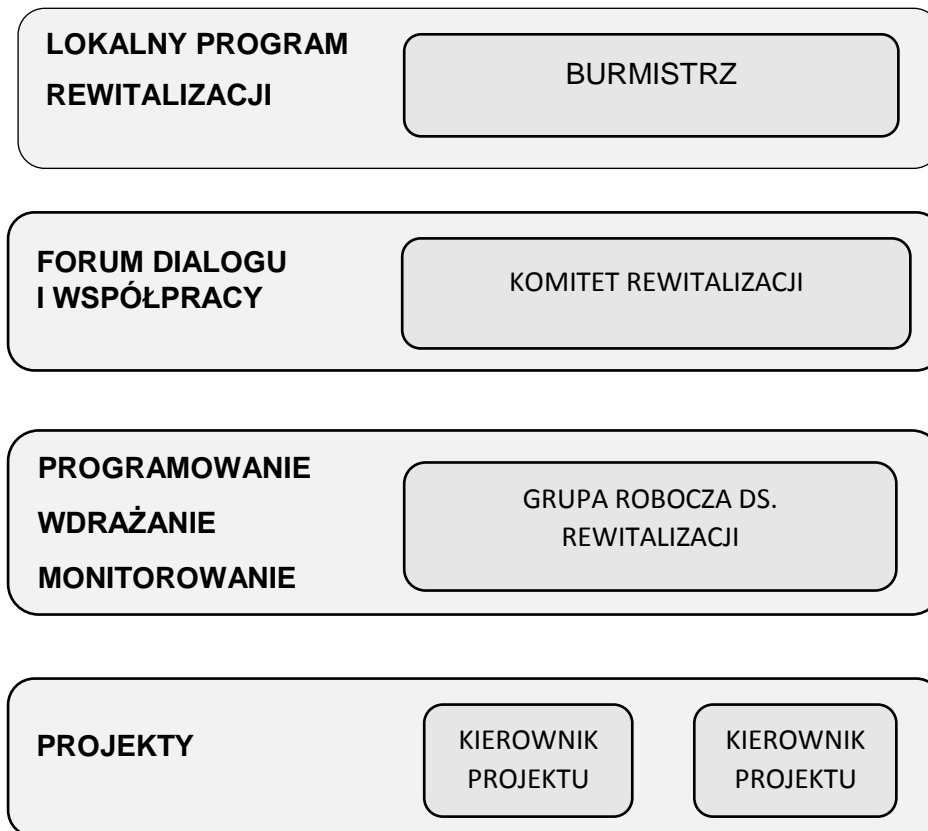 LOKALNY PROGRAM
REWITALIZACJI
BURMISTRZ
FORUM DIALOGU
I WSPÓŁPRACY
KOMITET REWITALIZACJI
PROGRAMOWANIE
WDRAŻANIE
MONITOROWANIE
GRUPA ROBOCZA DS.
REWITALIZACJI
PROJEKTY
KIEROWNIK
PROJEKTU
KIEROWNIK
PROJEKTU